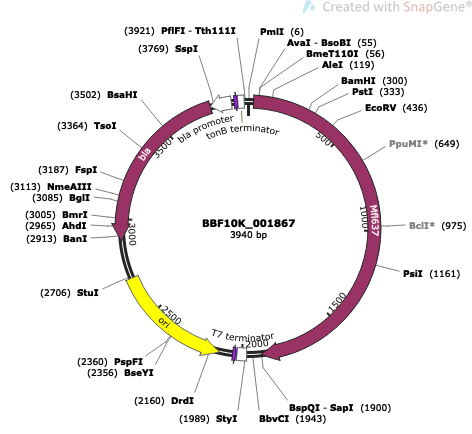 Created with SnapGene®
(3921) PflFI - Tth111I
PmlI (6)
(3769) SspI
AvaI - BsoBI (55)
BmeT110I (56)
AleI (119)
BamHI (300)
PstI (333)
EcoRV (436)
(3502) BsaHI
(3364) TsoI
PpuMI* (649)
(3187) FspI
(3113) NmeAIII
(3085) BglI
(3005) BmrI
(2965) AhdI
(2913) BanI
BclI* (975)
PsiI (1161)
(2706) StuI
(2360) PspFI
(2356) BseYI
(2160) DrdI
(1989) StyI
BspQI - SapI (1900)
BbvCI (1943)
bla promoter
tonB terminator
bla
ori
T7 terminator
Mfl637
500
1000
1500
2000
2500
3000
3500
BBF10K_001867
3940 bp